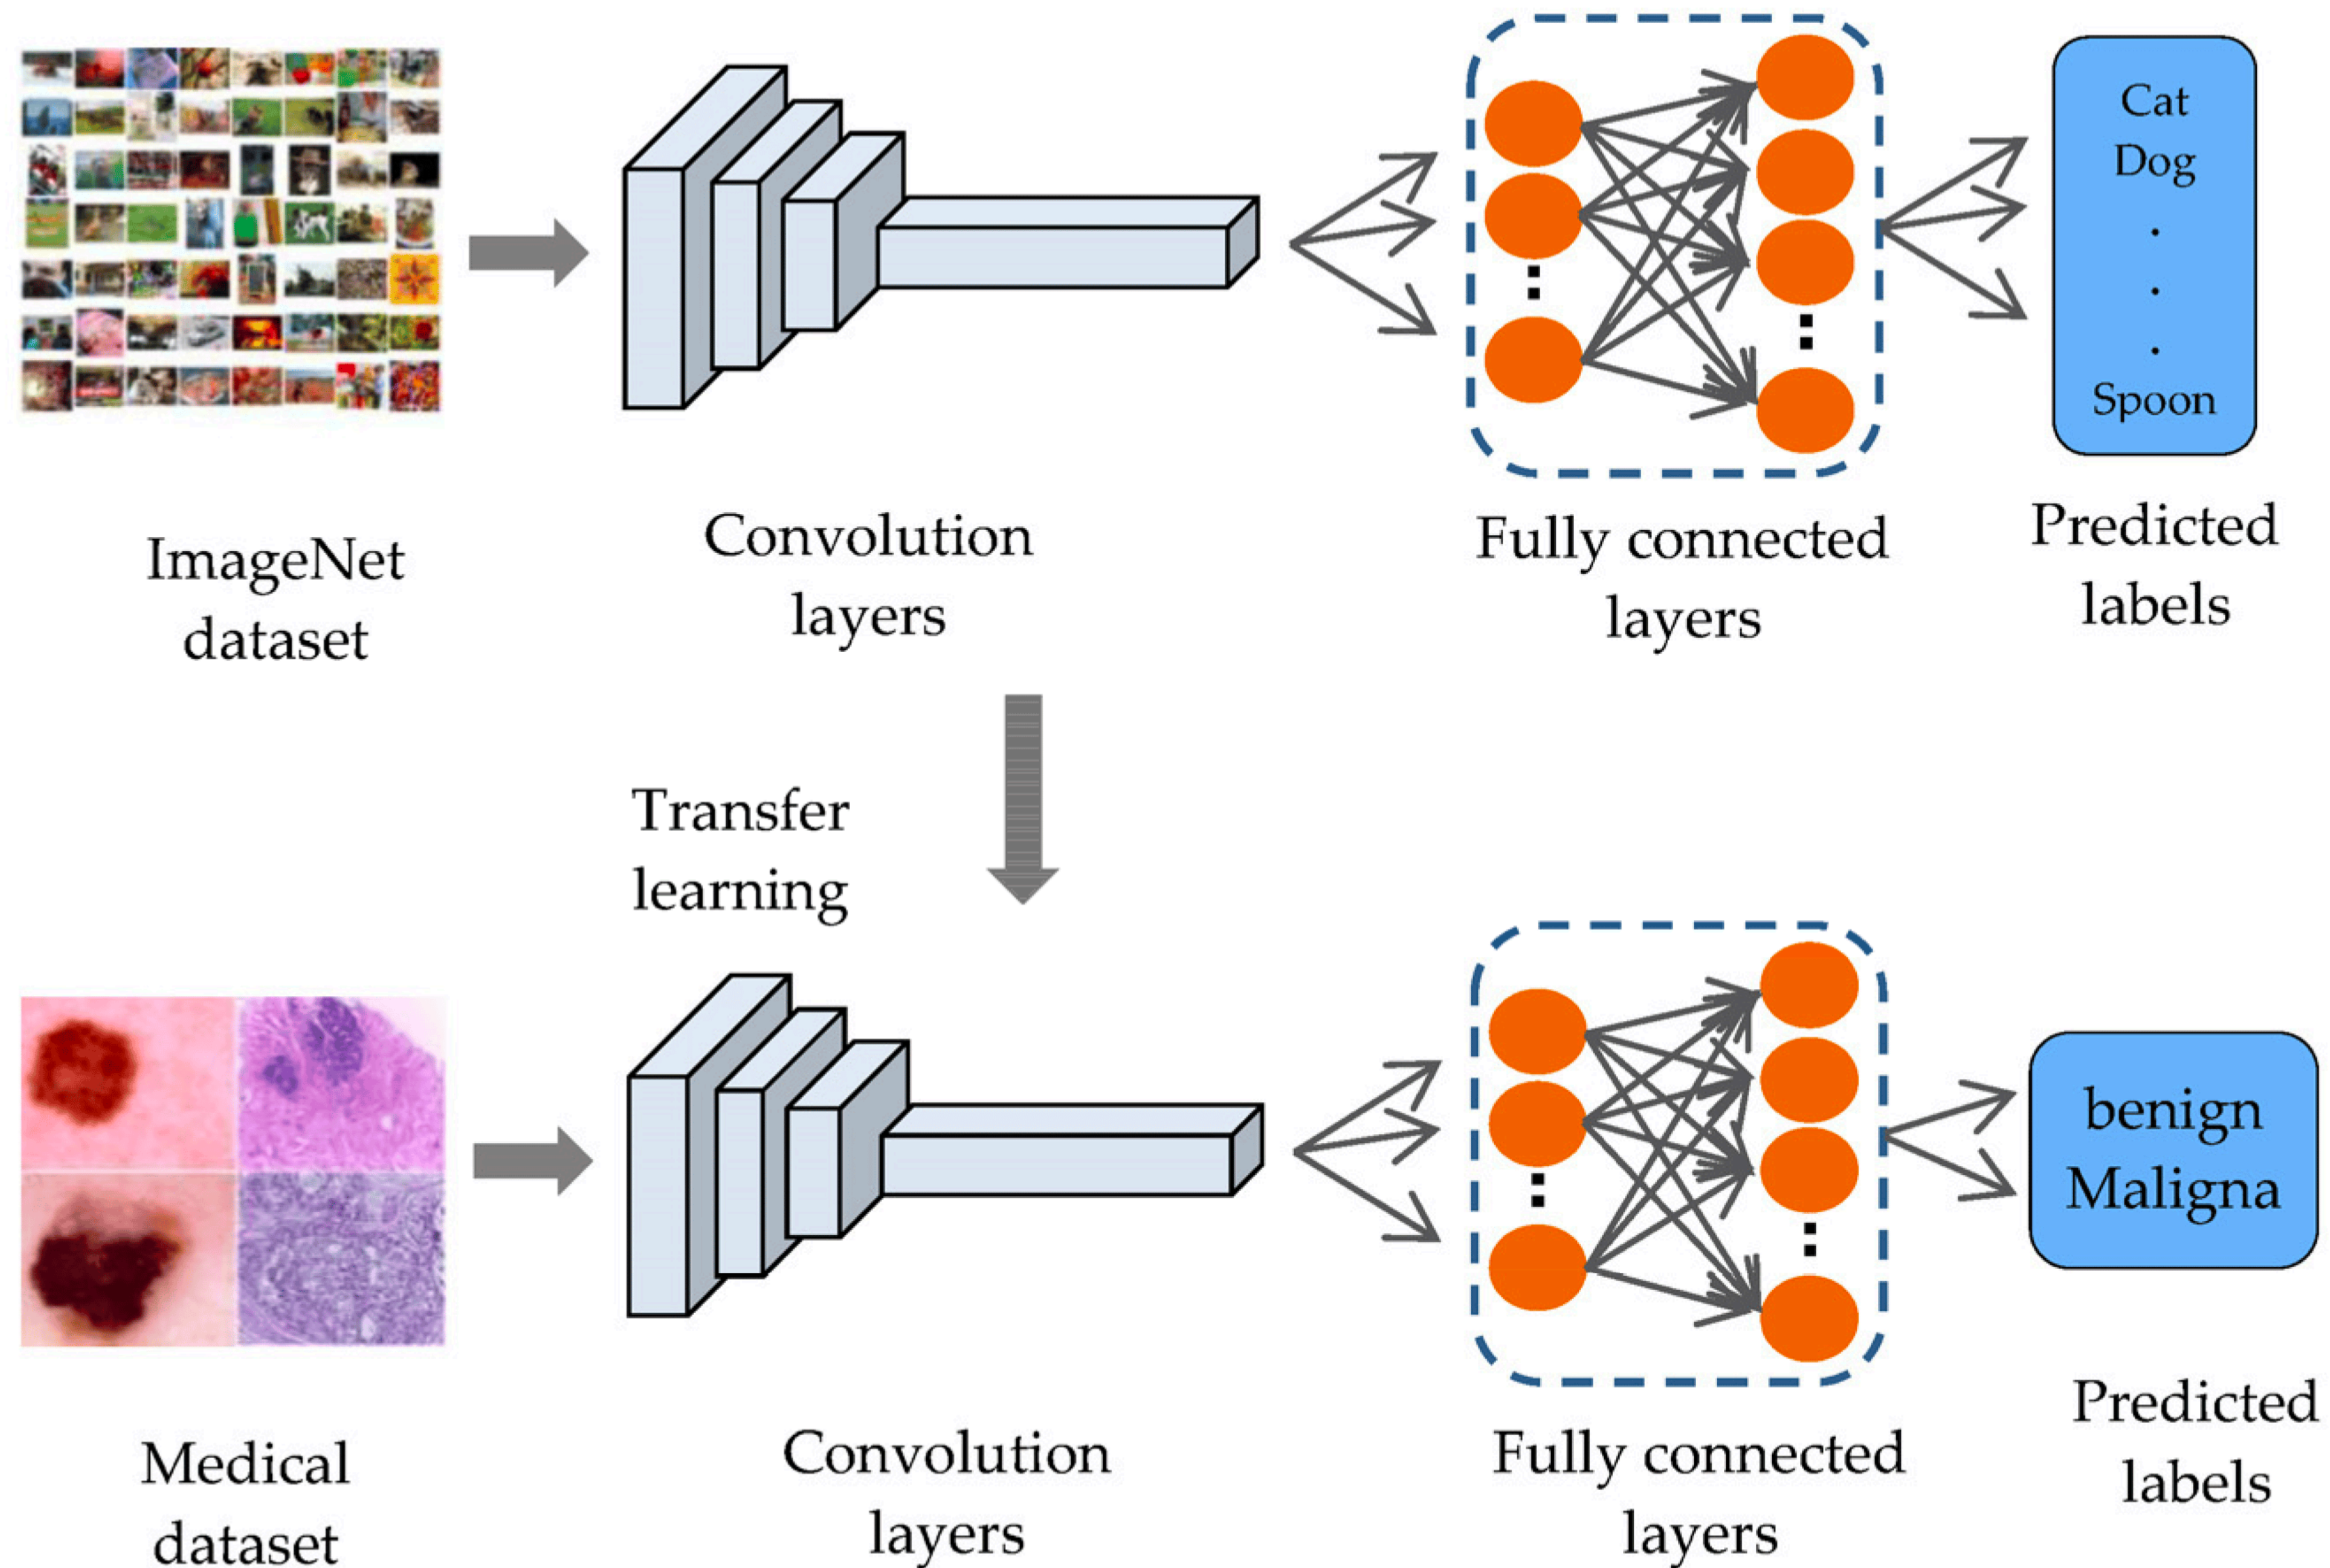 Cat
Dog
.
.
.
Spoon
ImageNet
dataset
Convolution
layers
Fully connected
layers
Predicted
labels
Transfer
learning
benign
Maligna
Medical
dataset
Convolution
layers
Fully connected
layers
Predicted
labels